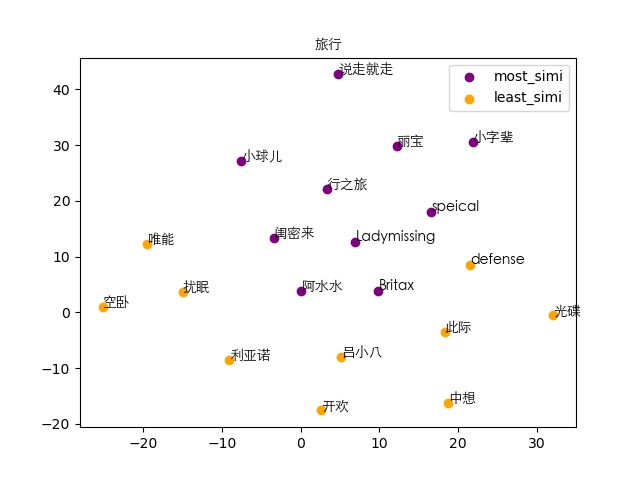 旅行
说走就走
most_simi
least_simi
丽宝
小字辈
小球儿
行之旅
speical
闺密来
Ladymissing
唯能
defense
扰眠
阿水水
Britax
空卧
光碟
此际
利亚诺
吕小八
开欢
中想
40
30
20
10
0
−10
−20
−20
−10
0
10
20
30